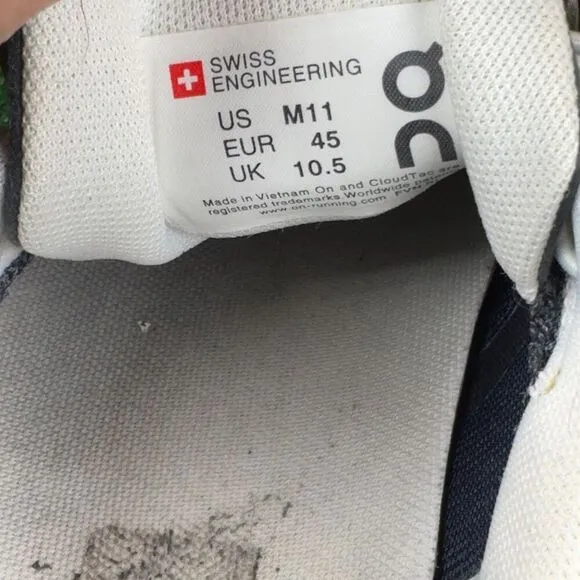 SWISS
ENGINEERING
US M11
EUR 45
UK 10.5
Made in Vietnam On and CloudTec are
registered trademarks Worldwide
www.on-running.com